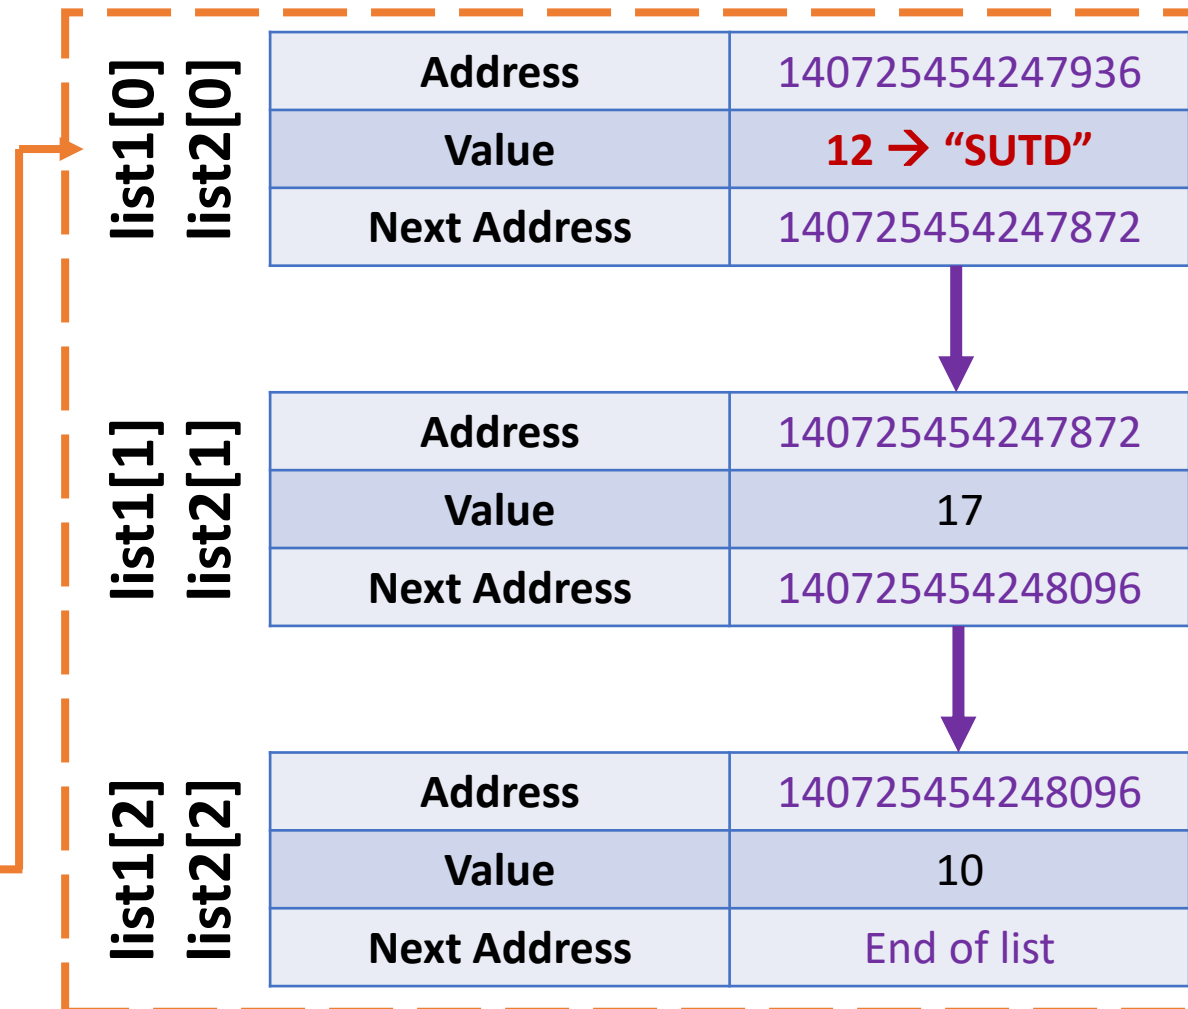 list1[0]
list2[0]
Address 140725454247936
Value 12 → “SUTD”
Next Address 140725454247872
list1[1]
list2[1]
Address 140725454247872
Value 17
Next Address 140725454248096
list1[2]
list2[2]
Address 140725454248096
Value 10
Next Address End of list